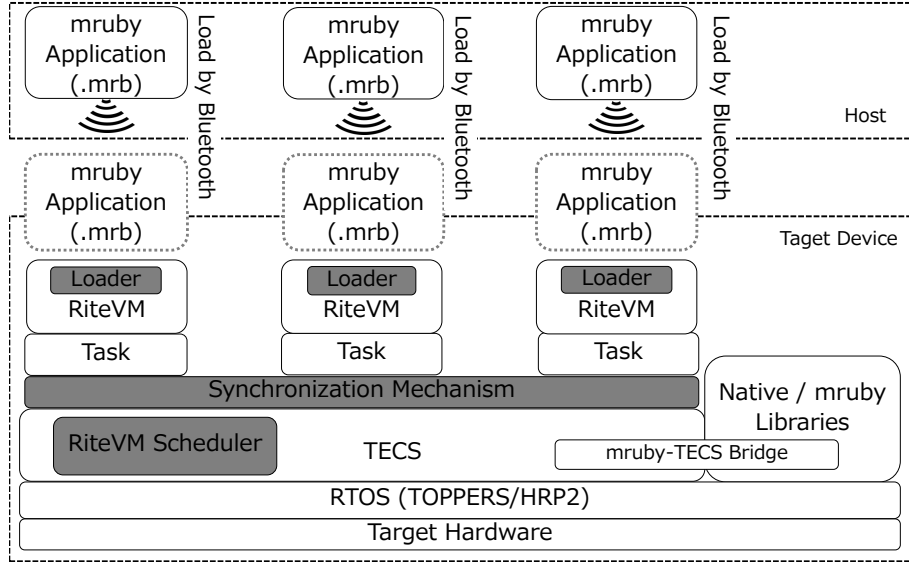 mruby
Application
(.mrb)
Load by Bluetooth
mruby
Application
(.mrb)
Load by Bluetooth
mruby
Application
(.mrb)
Load by Bluetooth
Host
mruby
Application
(.mrb)
mruby
Application
(.mrb)
mruby
Application
(.mrb)
Taget Device
Loader
RiteVM
Loader
RiteVM
Loader
RiteVM
Task
Task
Task
Synchronization Mechanism
Native / mruby
Libraries
RiteVM Scheduler
TECS
mruby-TECS Bridge
RTOS (TOPPERS/HRP2)
Target Hardware